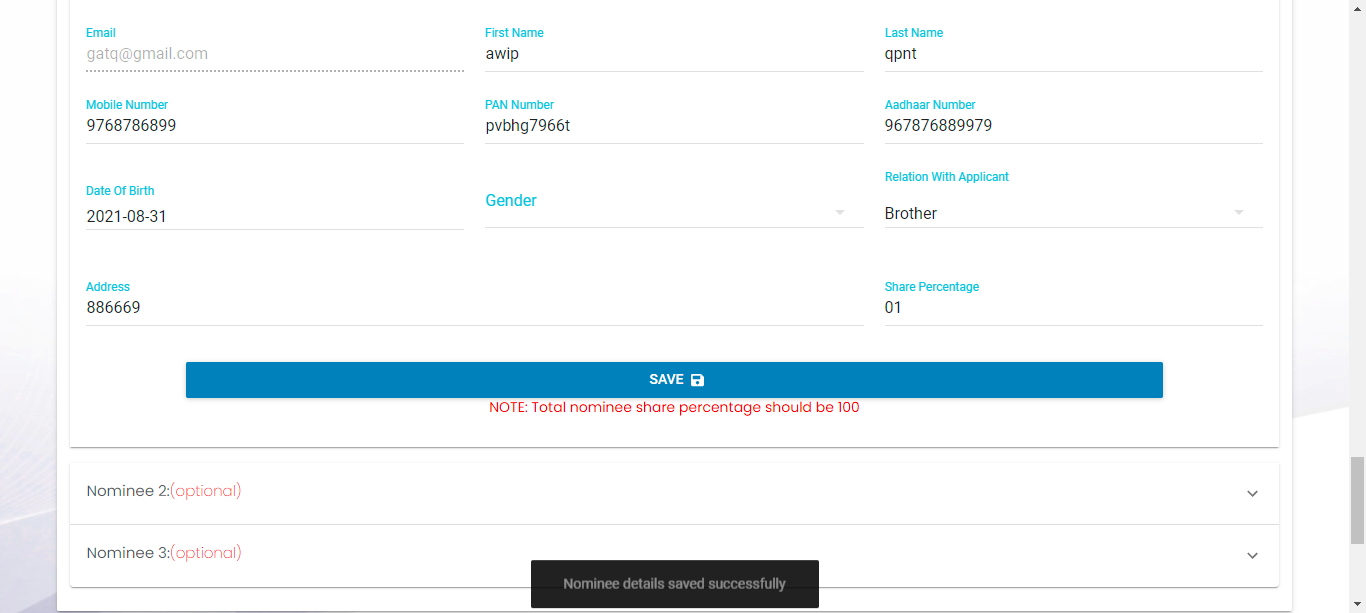 Email First Name Last Name
gatq@gmail.com awip qpnt
Mobile Number PAN Number Aadhaar Number
9768786899 pvbhg7966t 967876889979
Relation With Applicant
Date Of Birth
Gender
2021-08-31 Brother
Address Share Percentage
886669 01
SAVE
NOTE: Total nominee share percentage should be 100
Nominee 2:(optional)
Nominee 3:(optional)
Nominee details saved successfully